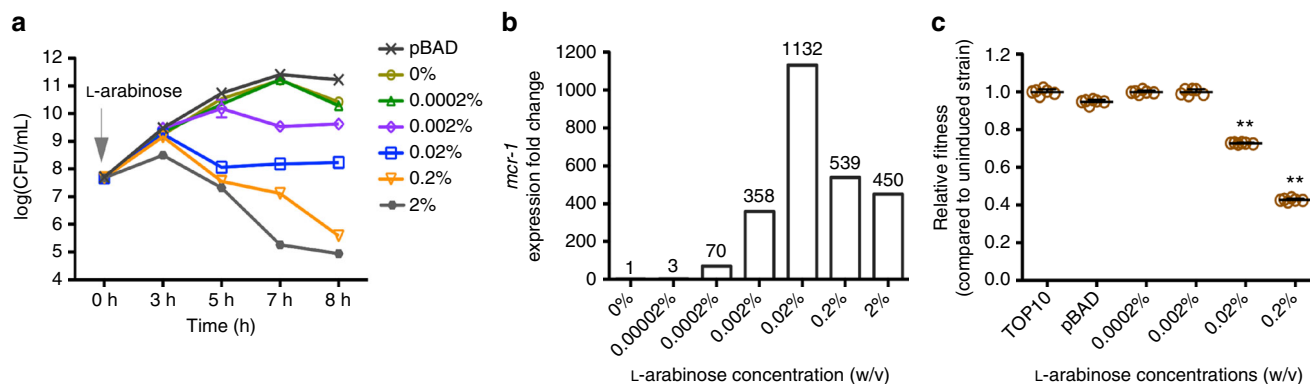 a
12
11
10
9
8
7
6
5
4
log(CFU/mL)
L-arabinose
0 h
3 h
5 h
7 h
8 h
Time (h)
pBAD
0%
0.0002%
0.002%
0.02%
0.2%
2%
b
1200
1000
800
600
400
200
0
mcr-1
expression fold change
1
3
70
358
1132
539
450
0%
0.00002%
0.0002%
0.002%
0.02%
0.2%
2%
L-arabinose concentration (w/v)
c
1.2
1.0
0.8
0.6
0.4
0.2
0.0
Relative fitness
(compared to uninduced strain)
**
**
TOP10
pBAD
0.0002%
0.002%
0.02%
0.2%
L-arabinose concentrations (w/v)